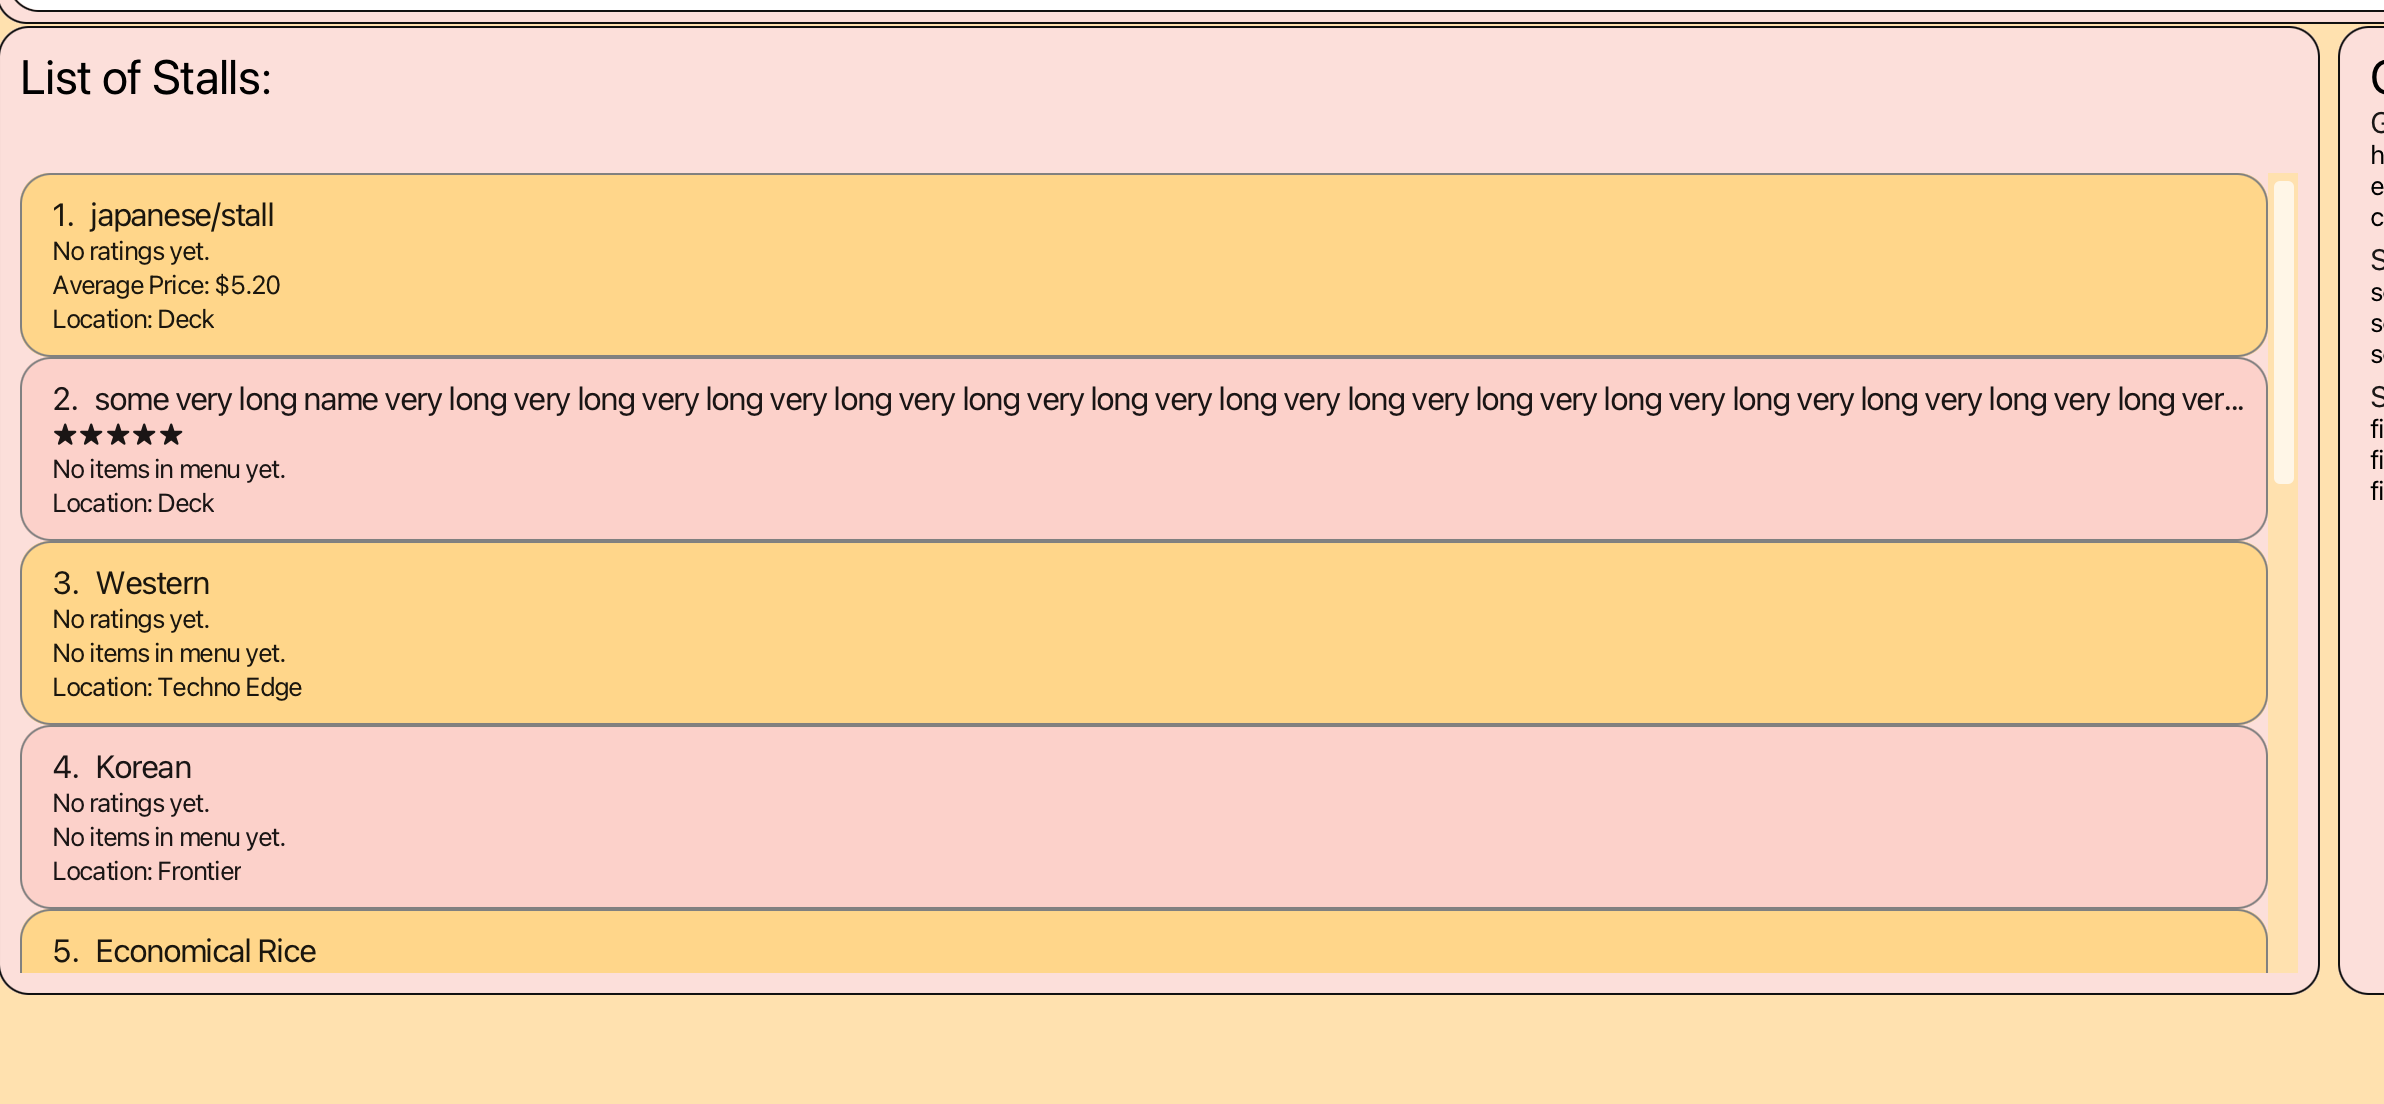 List of Stalls:
1. japanese/stall
No ratings yet.
Average Price: $5.20
Location: Deck
2. some very long name very long very long very long very long very long very long very long very long very long very long very long very long very long very long ver...
★★★★★
No items in menu yet.
Location: Deck
3. Western
No ratings yet.
No items in menu yet.
Location: Techno Edge
4. Korean
No ratings yet.
No items in menu yet.
Location: Frontier
5. Economical Rice